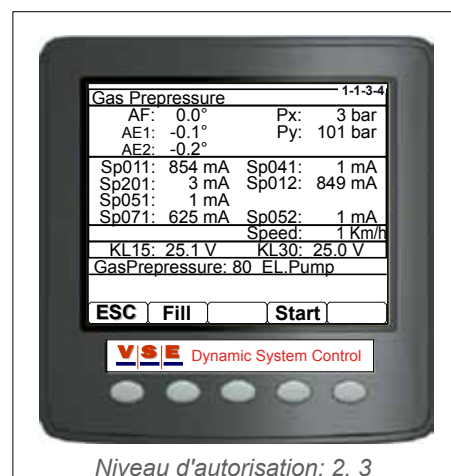 1-1-3-4
Gas Prepressure
AF: 0.0° Px: 3 bar
AE1: -0.1° Py: 101 bar
AE2: -0.2°
Sp011: 854 mA Sp041: 1 mA
Sp201: 3 mA Sp012: 849 mA
Sp051: 1 mA
Sp071: 625 mA Sp052: 1 mA
Speed: 1 Km/h
KL15: 25.1 V KL30: 25.0 V
GasPrepressure: 80 EL.Pump
ESC Fill Start
VSE Dynamic System Control
Niveau d'autorisation: 2, 3